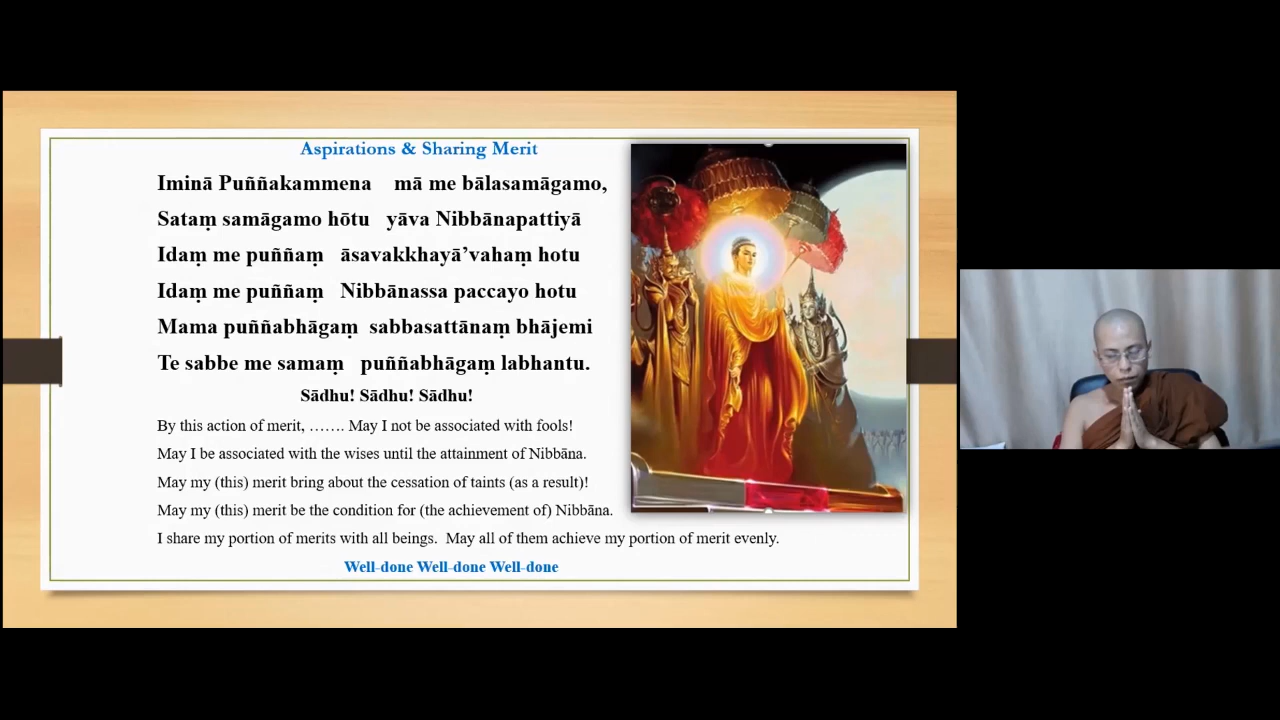 Aspirations & Sharing Merit
Iminā Puññakammena mā me bālasamāgamo,
Sataṃ samāgamo hōtu yāva Nibbānapattiyā
Idaṃ me puññaṃ āsavakkhayā’vahaṃ hotu
Idaṃ me puññaṃ Nibbānassa paccayo hotu
Mama puññabhāgaṃ sabbasattānaṃ bhājemi
Te sabbe me samaṃ puññabhāgaṃ labhantu.
Sādhu! Sādhu! Sādhu!
By this action of merit, ……. May I not be associated with fools!
May I be associated with the wises until the attainment of Nibbāna.
May my (this) merit bring about the cessation of taints (as a result)!
May my (this) merit be the condition for (the achievement of) Nibbāna.
I share my portion of merits with all beings. May all of them achieve my portion of merit evenly.
Well-done Well-done Well-done